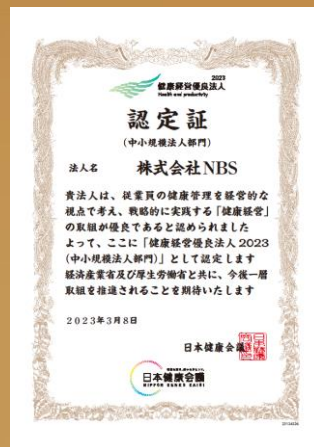 2023
健康経営優良法人
Health and productivity
認定証
(中小規模法人部門)
法人名 株式会社NBS
貴法人は、従業員の健康管理を経営的な
視点で考え、戦略的に実践する「健康経営」
の取組が優良であると認められました
よって、ここに「健康経営優良法人2023
(中小規模法人部門)」として認定します
経済産業省及び厚生労働省と共に、今後一層
取組を推進されることを期待いたします
2023年3月8日
日本健康会議
日本健康会議
NIPPON KENKO KAIGI